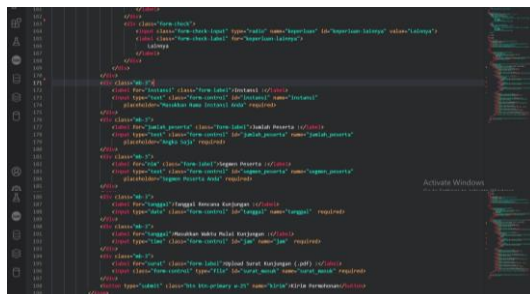 </label>
</div>
<div class="form-check">
<input class="form-check-input" type="radio" name="keperluan" id="keperluan-lainnya" value="Lainnya">
<label class="form-check-label" for="keperluan-lainnya">
Lainnya
</label>
</div>
</div>
</div>
<div class="mb-3">
<label for="instansi" class="form-label">Instansi :</label>
<input type="text" class="form-control" id="instansi" name="instansi"
placeholder="Masukkan Nama Instansi Anda" required>
</div>
<div class="mb-3">
<label for="jumlah_peserta" class="form-label">Jumlah Peserta :</label>
<input type="text" class="form-control" id="jumlah_peserta" name="jumlah_peserta"
placeholder="Angka Saja" required>
</div>
<div class="mb-3">
<label for="him" class="form-label">Segmen Peserta :</label>
<input type="text" class="form-control" id="segmen_peserta" name="segmen_peserta"
placeholder="Segmen Peserta Anda" required>
</div>
<div class="mb-3">
<label for="tanggal">Tanggal Rencana Kunjungan :</label>
<input type="date" class="form-control" id="tanggal" name="tanggal" required>
</div>
<div class="mb-3">
<label for="tanggal">Masukkan Waktu Mulai Kunjungan :</label>
<input type="time" class="form-control" id="jam" name="jam" required>
</div>
<div class="mb-3">
<label for="surat" class="form-label">Upload Surat Kunjungan (.pdf) :</label>
<input class="form-control" type="file" id="surat_masuk" name="surat_masuk" required>
</div>
<button type="submit" class="btn btn-primary w-25" name="kirim">Kirim Permohonan</button>
Activate Windows